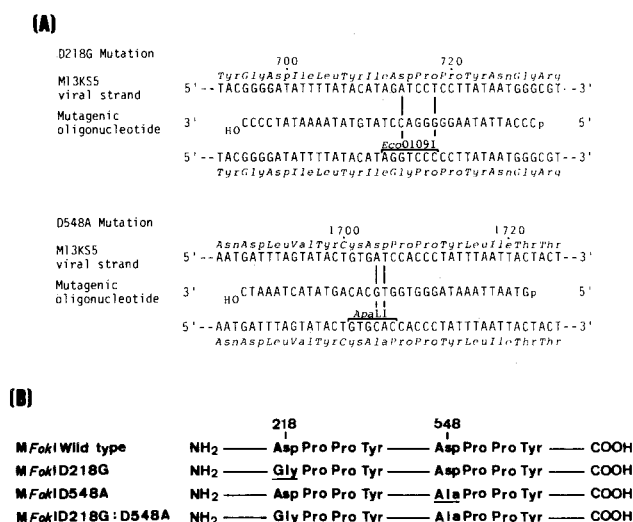 (A)
D218G Mutation
700 720
TyrGlyAspIleLeuTyrIleAspProProTyrAsnGlyArg
M13KS5
viral strand
5'--TACGGGGATATTTTATACATAGATCCTCCTTATAATGGGCGT--3'
Mutagenic
oligonucleotide
3' HOCCCCTATAAAATATGTATCCAGGGGGAATATTACCCp 5'
EcoO109I
5'--TACGGGGATATTTTATACATAGGTCCCCCTTATAATGGGCGT--3'
TyrGlyAspIleLeuTyrIleGlyProProTyrAsnGlyArg
D548A Mutation
1700 1720
AsnAspLeuValTyrCysAspProProTyrLeuIleThrThr
M13KS5
viral strand
5'--AATGATTTAGTATACTGTGATCCACCCTATTTAATTACTACT--3'
Mutagenic
oligonucleotide
3' HOCTAAATCATATGACACGTGGTGGGATAAATTAATGp 5'
ApaLI
5'--AATGATTTAGTATACTGTGCACCACCCTATTTAATTACTACT--3'
AsnAspLeuValTyrCysAlaProProTyrLeuIleThrThr
(B)
218 548
MFokI Wild type NH2 —— Asp Pro Pro Tyr —— Asp Pro Pro Tyr —— COOH
MFokID218G NH2 —— Gly Pro Pro Tyr —— Asp Pro Pro Tyr —— COOH
MFokID548A NH2 —— Asp Pro Pro Tyr —— Ala Pro Pro Tyr —— COOH
MFokID218G:D548A NH2 —— Gly Pro Pro Tyr —— Ala Pro Pro Tyr —— COOH